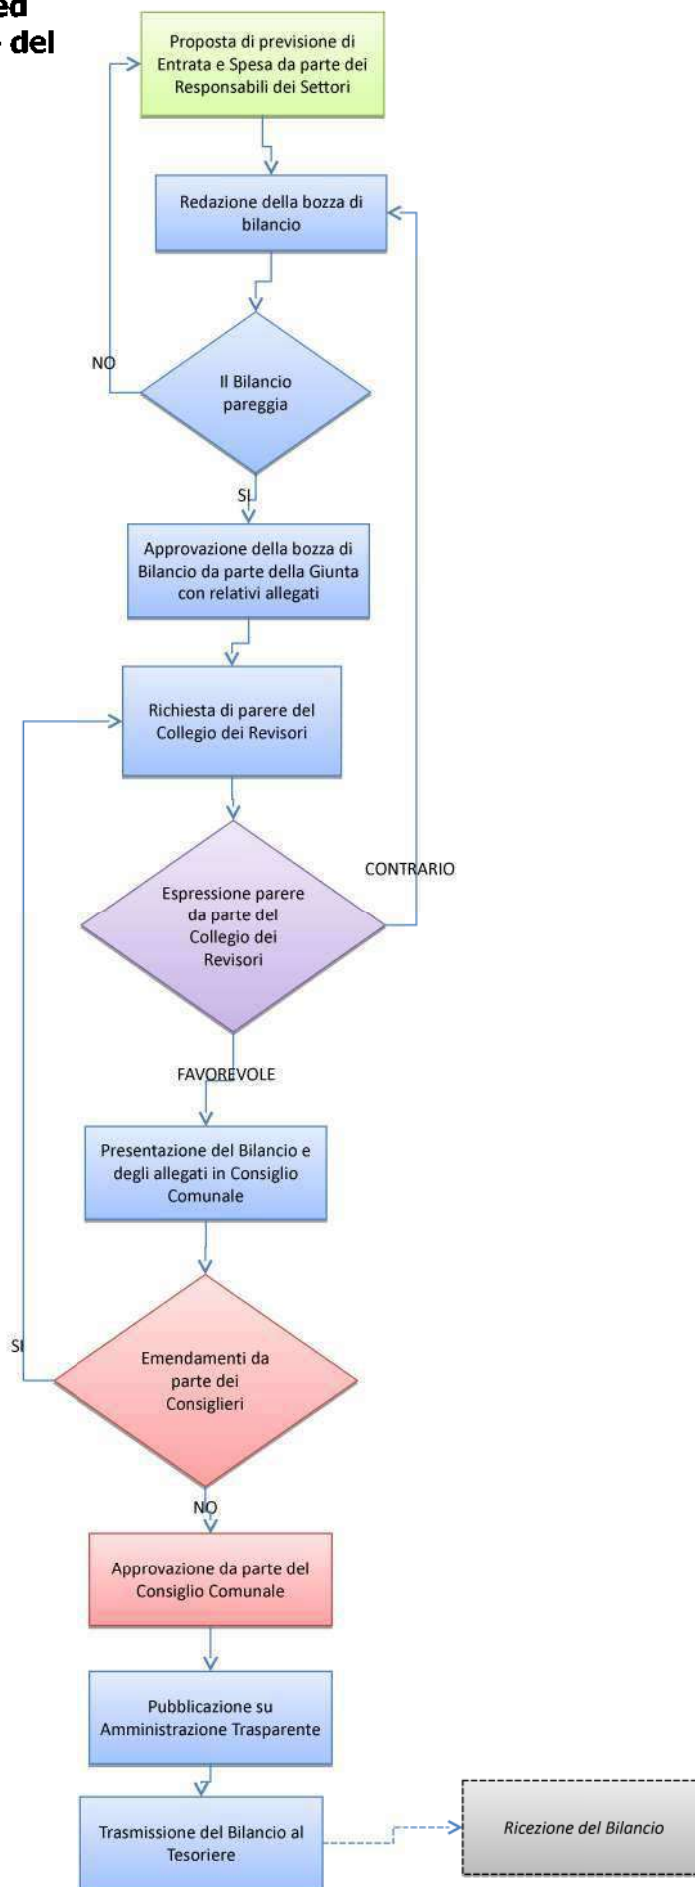 ed
- del
Proposta di previsione di
Entrata e Spesa da parte dei
Responsabili dei Settori
Redazione della bozza di
bilancio
NO
Il Bilancio
pareggia
SI
Approvazione della bozza di
Bilancio da parte della Giunta
con relativi allegati
Richiesta di parere del
Collegio dei Revisori
CONTRARIO
Espressione parere
da parte del
Collegio dei
Revisori
FAVOREVOLE
Presentazione del Bilancio e
degli allegati in Consiglio
Comunale
SI
Emendamenti da
parte dei
Consiglieri
NO
Approvazione da parte del
Consiglio Comunale
Pubblicazione su
Amministrazione Trasparente
Trasmissione del Bilancio al
Tesoriere
Ricezione del Bilancio